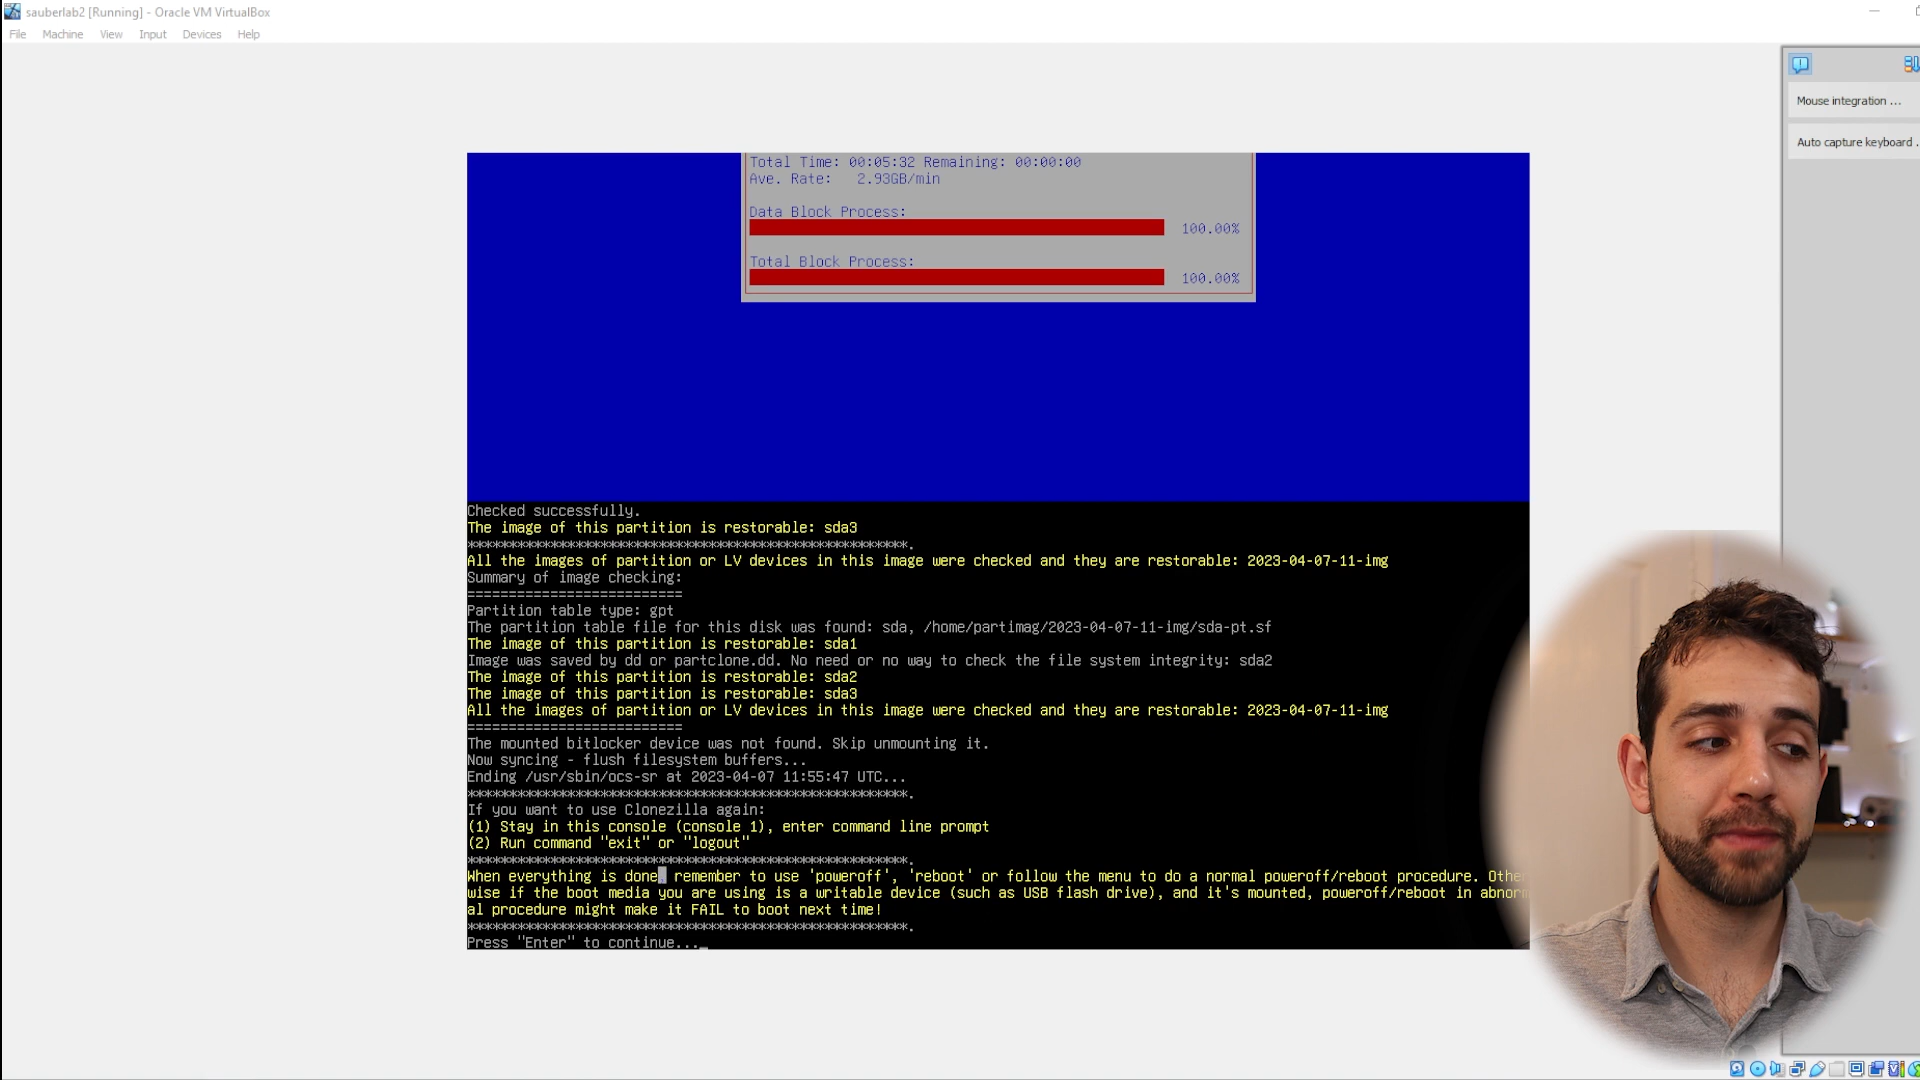 sauberlab2 [Running] - Oracle VM VirtualBox
File Machine View Input Devices Help
Mouse integration ...
Auto capture keyboard .
Total Time: 00:05:32 Remaining: 00:00:00
Ave. Rate: 2.93GB/min
Data Block Process:
100.00%
Total Block Process:
100.00%
Checked successfully.
The image of this partition is restorable: sda3
*****************************************************.
All the images of partition or LV devices in this image were checked and they are restorable: 2023-04-07-11-img
Summary of image checking:
==========================
Partition table type: gpt
The partition table file for this disk was found: sda, /home/partimag/2023-04-07-11-img/sda-pt.sf
The image of this partition is restorable: sda1
Image was saved by dd or partclone.dd. No need or no way to check the file system integrity: sda2
The image of this partition is restorable: sda2
The image of this partition is restorable: sda3
All the images of partition or LV devices in this image were checked and they are restorable: 2023-04-07-11-img
==========================
The mounted bitlocker device was not found. Skip unmounting it.
Now syncing - flush filesystem buffers...
Ending /usr/sbin/ocs-sr at 2023-04-07 11:55:47 UTC...
*****************************************************.
If you want to use Clonezilla again:
(1) Stay in this console (console 1), enter command line prompt
(2) Run command "exit" or "logout"
*****************************************************.
When everything is done, remember to use 'poweroff', 'reboot' or follow the menu to do a normal poweroff/reboot procedure. Othe
wise if the boot media you are using is a writable device (such as USB flash drive), and it's mounted, poweroff/reboot in abnor
al procedure might make it FAIL to boot next time!
*****************************************************.
Press "Enter" to continue..._